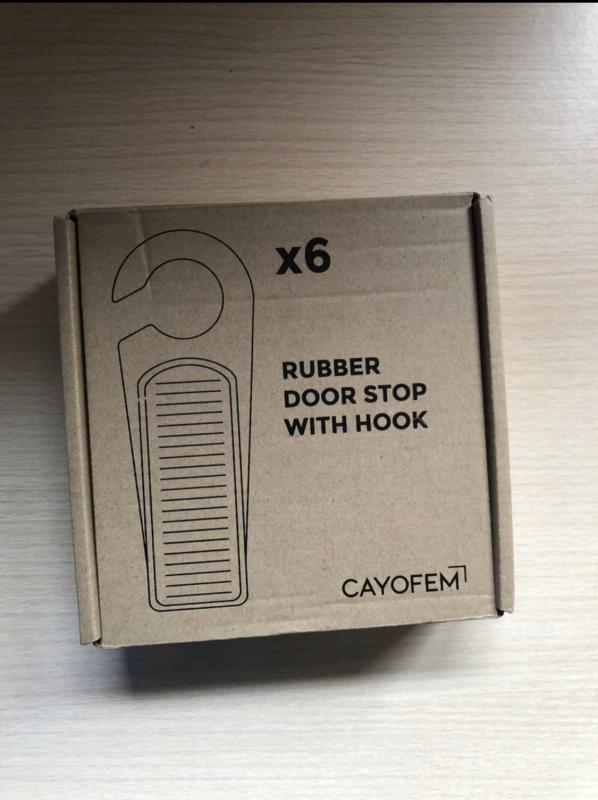 x6
RUBBER
DOOR STOP
WITH HOOK
CAYOFEM